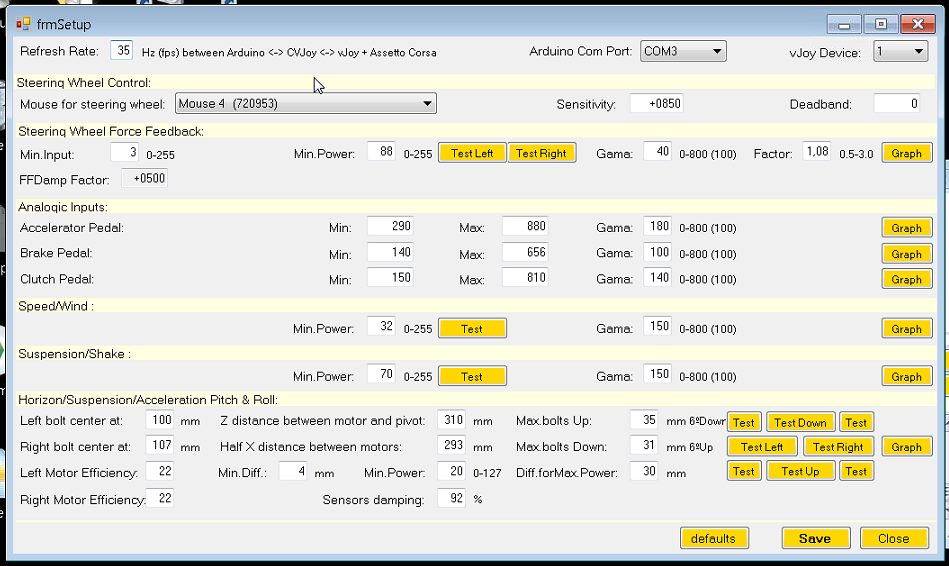 frmSetup
Refresh Rate: 35 Hz (fps) between Arduino <-> CVJoy <-> vJoy + Assetto Corsa Arduino Com Port: COM3 vJoy Device: 1
Steering Wheel Control:
Mouse for steering wheel: Mouse 4 (720953) Sensitivity: +0850 Deadband: 0
Steering Wheel Force Feedback:
Min.Input: 3 0-255 Min.Power: 88 0-255 Test Left Test Right Gama: 40 0-800 (100) Factor: 1,08 0.5-3.0 Graph
FFDamp Factor: +0500
Analogic Inputs:
Accelerator Pedal: Min: 290 Max: 880 Gama: 180 0-800 (100) Graph
Brake Pedal: Min: 140 Max: 656 Gama: 100 0-800 (100) Graph
Clutch Pedal: Min: 150 Max: 810 Gama: 140 0-800 (100) Graph
Speed/Wind :
Min.Power: 32 0-255 Test Gama: 150 0-800 (100) Graph
Suspension/Shake :
Min.Power: 70 0-255 Test Gama: 150 0-800 (100) Graph
Horizon/Suspension/Acceleration Pitch & Roll:
Left bolt center at: 100 mm Z distance between motor and pivot: 310 mm Max.bolts Up: 35 mm 6ºDowr Test Test Down Test
Right bolt center at: 107 mm Half X distance between motors: 293 mm Max.bolts Down: 31 mm 6ºUp Test Left Test Right Graph
Left Motor Efficiency: 22 Min.Diff.: 4 mm Min.Power: 20 0-127 Diff.forMax.Power: 30 mm Test Test Up Test
Right Motor Efficiency: 22 Sensors damping: 92 %
defaults Save Close